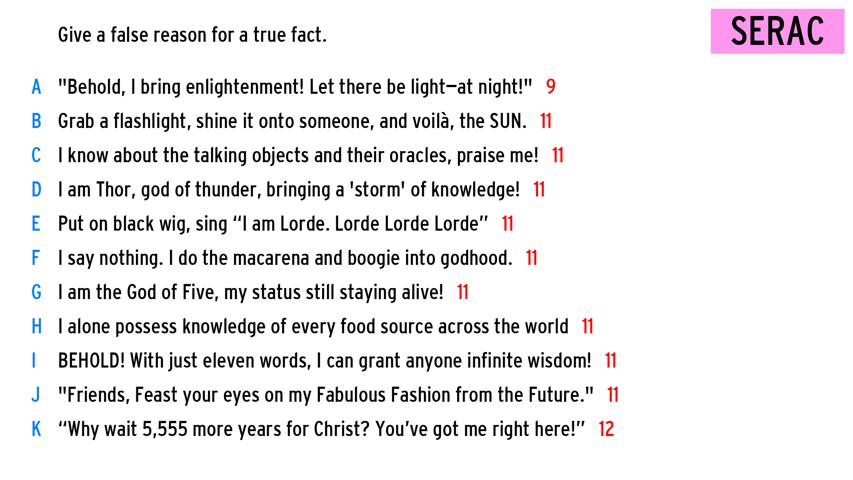 Give a false reason for a true fact.
SERAC
A "Behold, I bring enlightenment! Let there be light—at night!" 9
B Grab a flashlight, shine it onto someone, and voilà, the SUN. 11
C I know about the talking objects and their oracles, praise me! 11
D I am Thor, god of thunder, bringing a 'storm' of knowledge! 11
E Put on black wig, sing “I am Lorde. Lorde Lorde Lorde” 11
F I say nothing. I do the macarena and boogie into godhood. 11
G I am the God of Five, my status still staying alive! 11
H I alone possess knowledge of every food source across the world 11
I BEHOLD! With just eleven words, I can grant anyone infinite wisdom! 11
J "Friends, Feast your eyes on my Fabulous Fashion from the Future." 11
K “Why wait 5,555 more years for Christ? You’ve got me right here!” 12